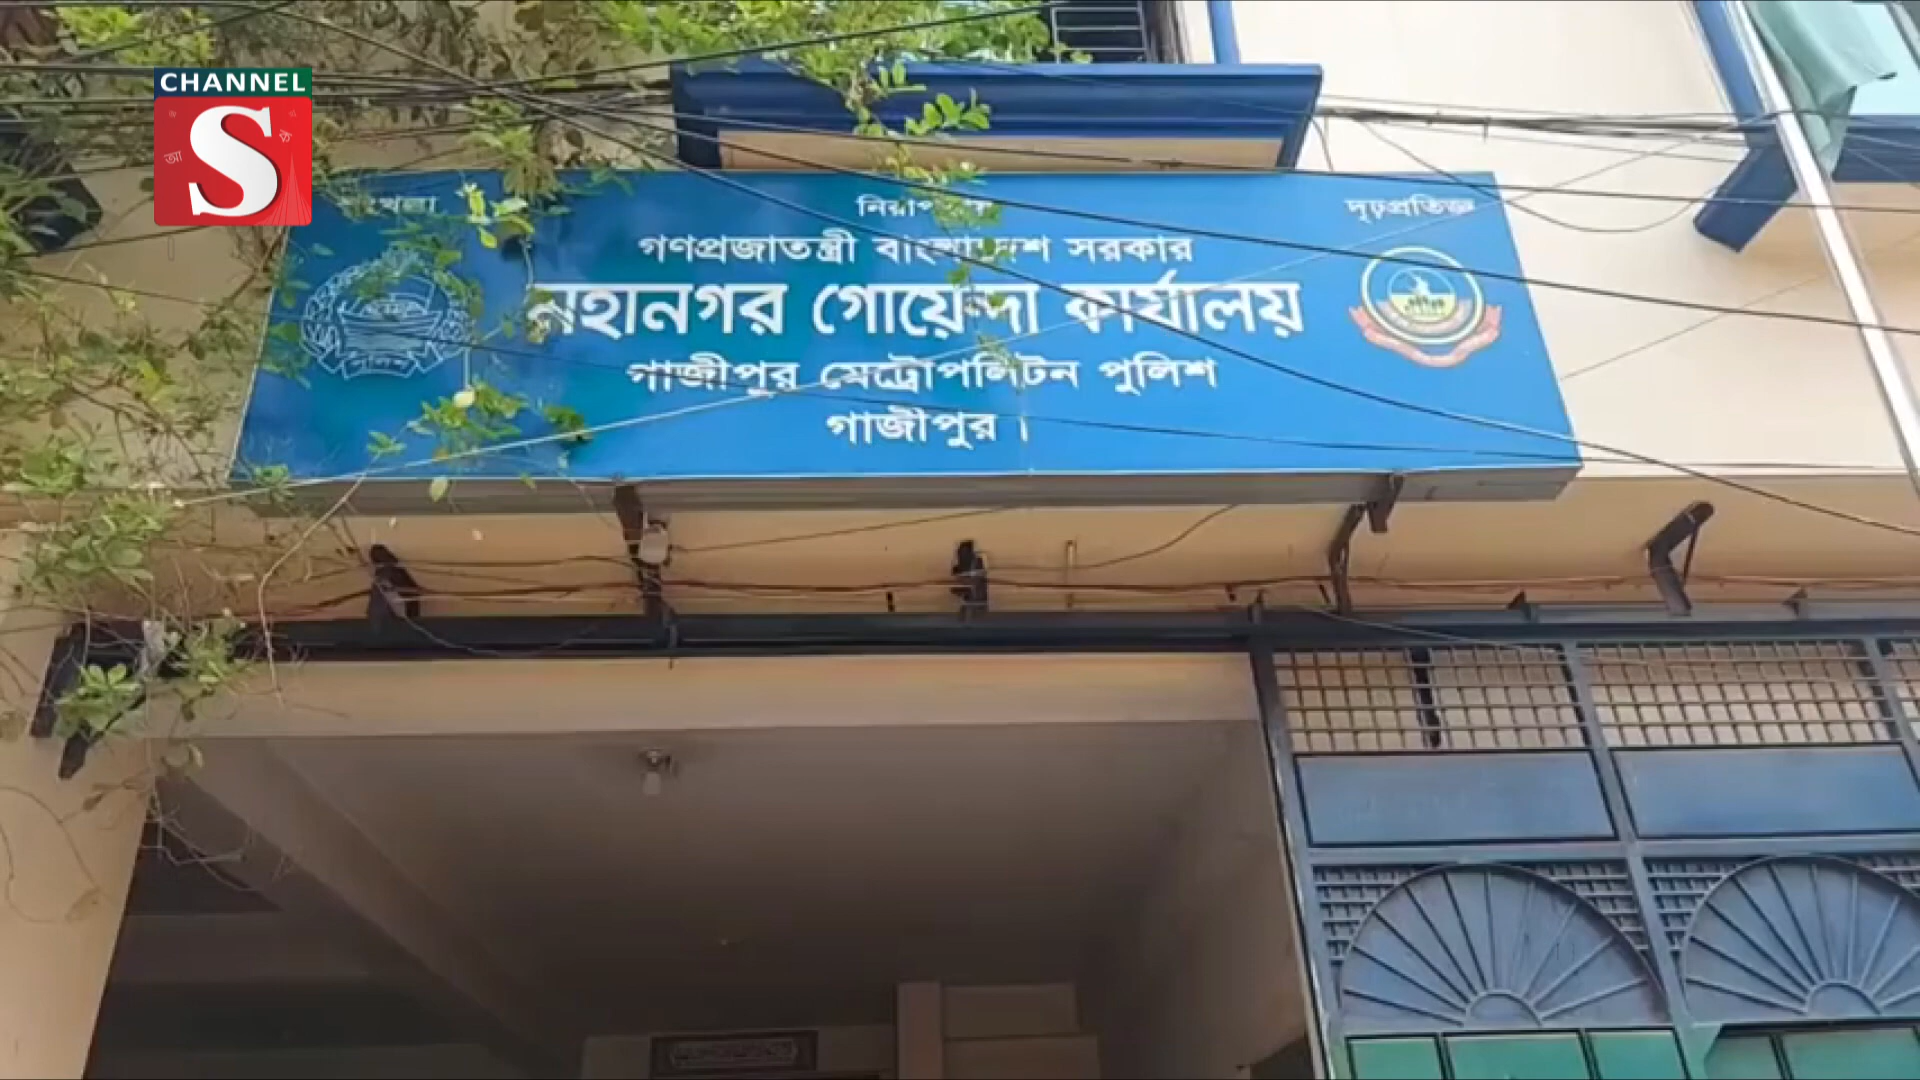 CHANNEL
S
নিরাপত্তায়
দৃঢ়প্রতিজ্ঞ
গণপ্রজাতন্ত্রী বাংলাদেশ সরকার
মহানগর গোয়েন্দা কার্যালয়
গাজীপুর মেট্রোপলিটন পুলিশ
গাজীপুর।
পুলিশ